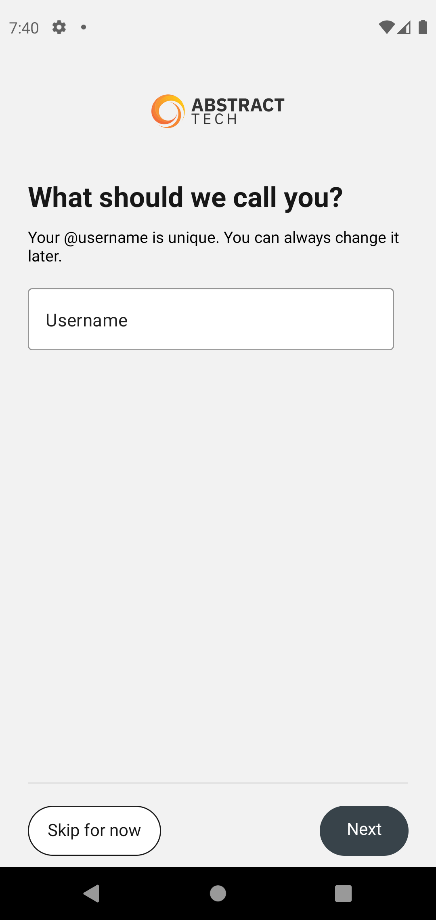 7:40
ABSTRACT
TECH
What should we call you?
Your @username is unique. You can always change it
later.
Username
Skip for now
Next